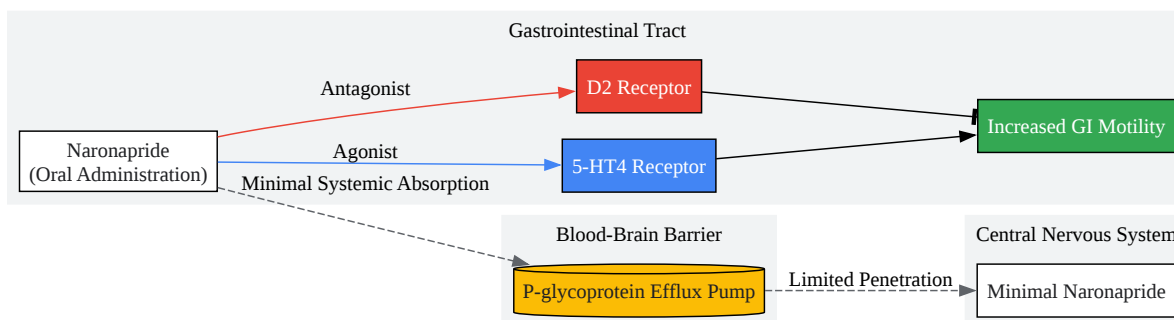 Gastrointestinal Tract
Antagonist
D2 Receptor
Increased GI Motility
Naronapride
(Oral Administration)
Agonist
5-HT4 Receptor
Minimal Systemic Absorption
Blood-Brain Barrier
Central Nervous System
P-glycoprotein Efflux Pump
Limited Penetration
Minimal Naronapride